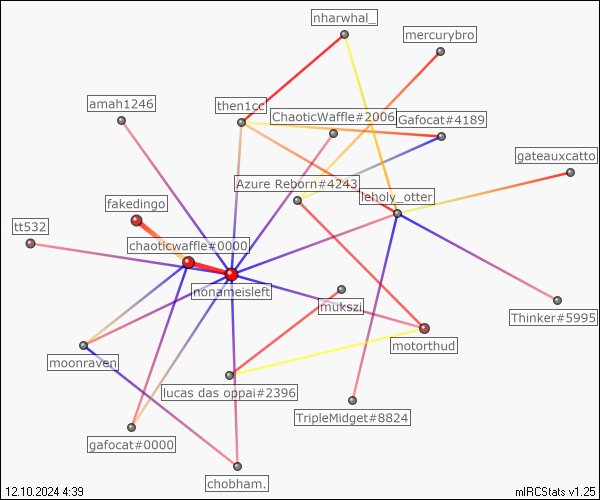 nharwhal_
mercurybro
amah1246
then1cc
ChaoticWaffle#2006
Gafocat#4189
gateauxcatto
Azure Reborn#4243
leholy_otter
fakedingo
tt532
chaoticwaffle#0000
nonameisleft
mukszi
Thinker#5995
motorthud
moonraven
lucas das oppai#2396
TripleMidget#8824
gafocat#0000
chobham.
12.10.2024 4:39
mIRCStats v1.25